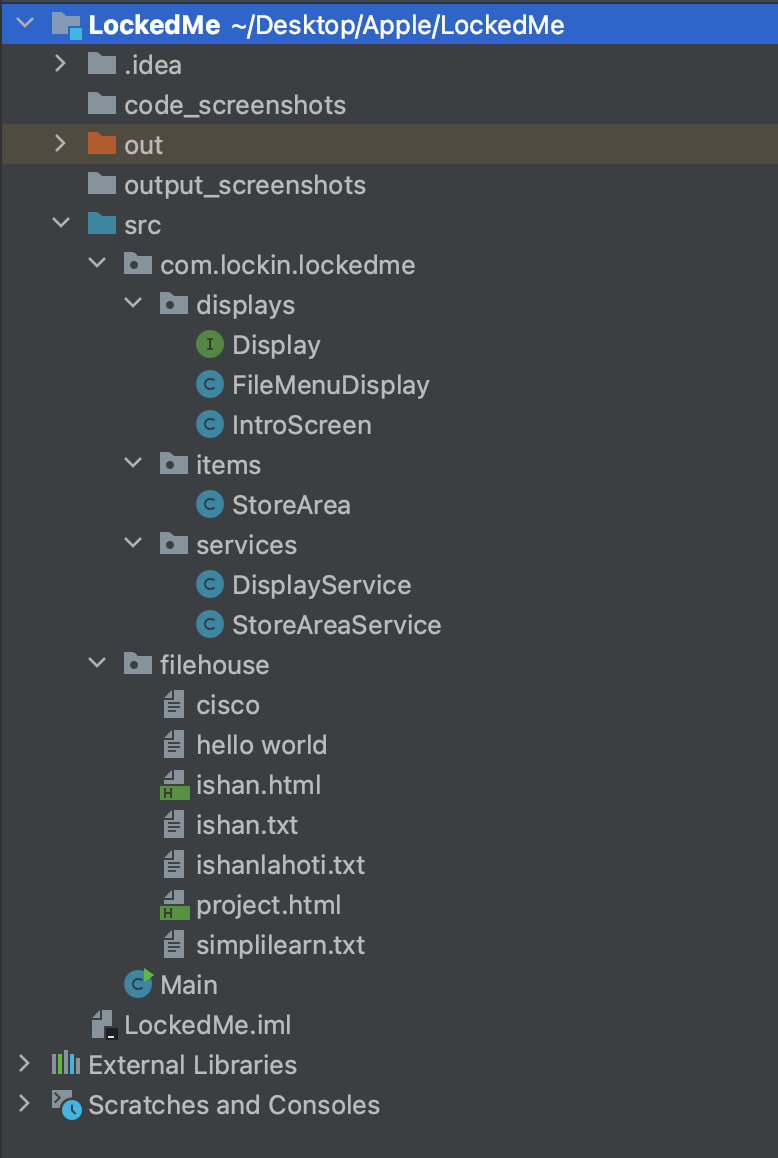 LockedMe ~/Desktop/Apple/LockedMe
.idea
code_screenshots
out
output_screenshots
src
com.lockin.lockedme
displays
I Display
C FileMenuDisplay
C IntroScreen
items
C StoreArea
services
C DisplayService
C StoreAreaService
filehouse
cisco
hello world
H ishan.html
ishan.txt
ishanlahoti.txt
H project.html
simplilearn.txt
C Main
LockedMe.iml
External Libraries
Scratches and Consoles